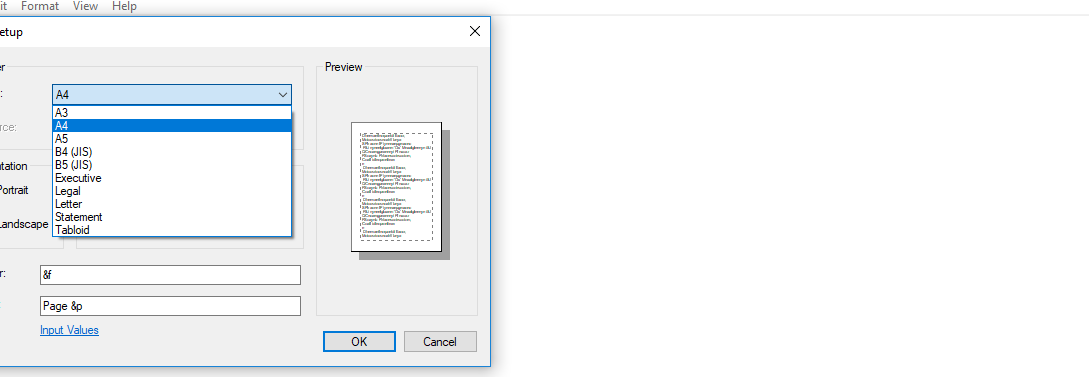 it Format View Help
etup
er
Preview
:
A4
A3
A4
rce:
A5
B4 (JIS)
B5 (JIS)
ntation
Executive
Portrait
Legal
Letter
Statement
Landscape
Tabloid
r:
&f
:
Page &p
Input Values
OK
Cancel